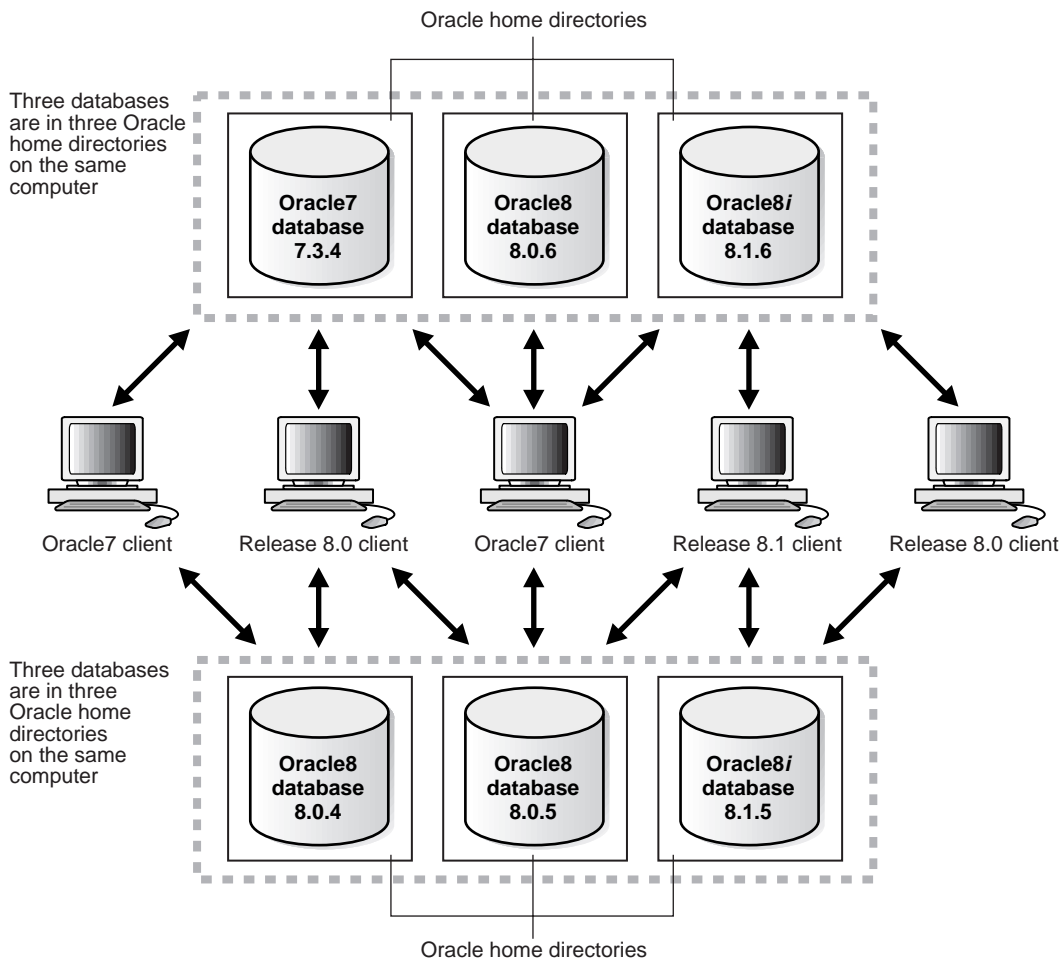 Oracle home directories
Three databases
are in three Oracle
home directories
on the same
computer
Oracle7
database
7.3.4
Oracle8
database
8.0.6
Oracle8i
database
8.1.6
Oracle7 client
Release 8.0 client
Oracle7 client
Release 8.1 client
Release 8.0 client
Three databases
are in three
Oracle home
directories
on the same
computer
Oracle8
database
8.0.4
Oracle8
database
8.0.5
Oracle8i
database
8.1.5
Oracle home directories